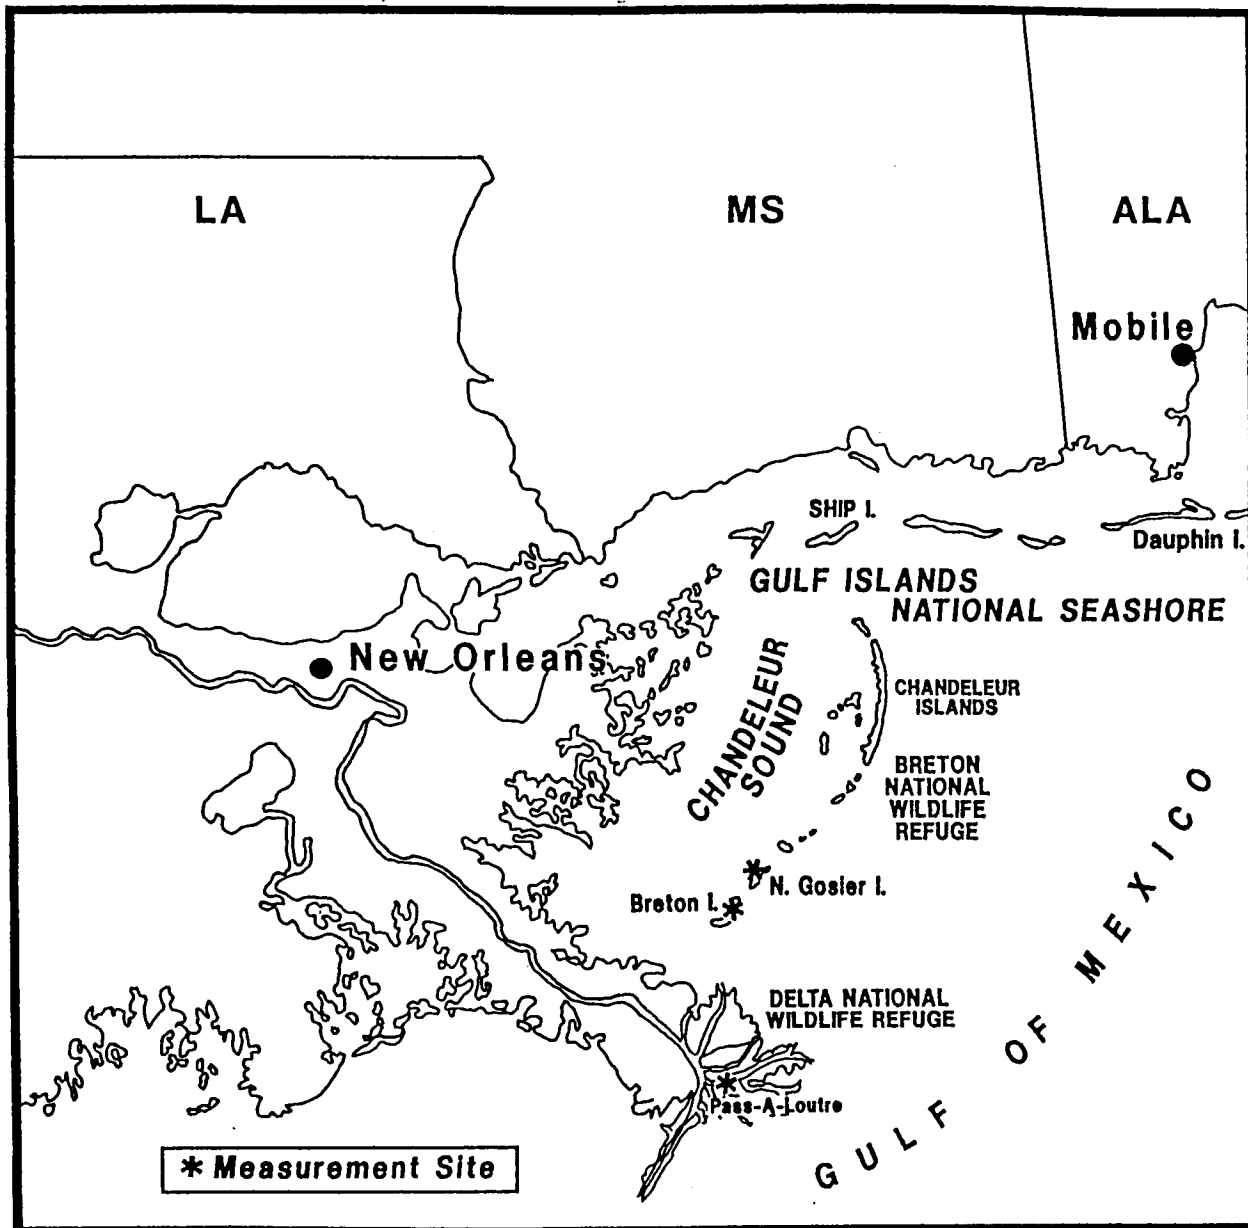 LA
MS
ALA
Mobile
SHIP I.
Dauphin I.
GULF ISLANDS
NATIONAL SEASHORE
New Orleans
CHANDELEUR
SOUND
CHANDELEUR
ISLANDS
BRETON
NATIONAL
WILDLIFE
REFUGE
N. Gosier I.
Breton I.
DELTA NATIONAL
WILDLIFE REFUGE
Pass-A-Loutre
GULF OF MEXICO
* Measurement Site